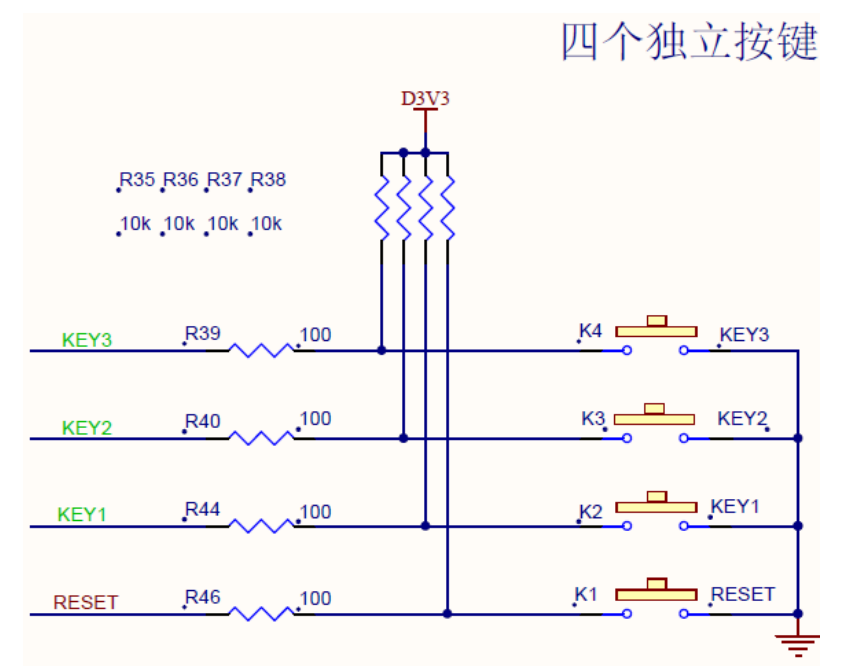 四个独立按键
D3V3
R35 R36 R37 R38
10k 10k 10k 10k
KEY3 R39 100 K4 KEY3
KEY2 R40 100 K3 KEY2
KEY1 R44 100 K2 KEY1
RESET R46 100 K1 RESET